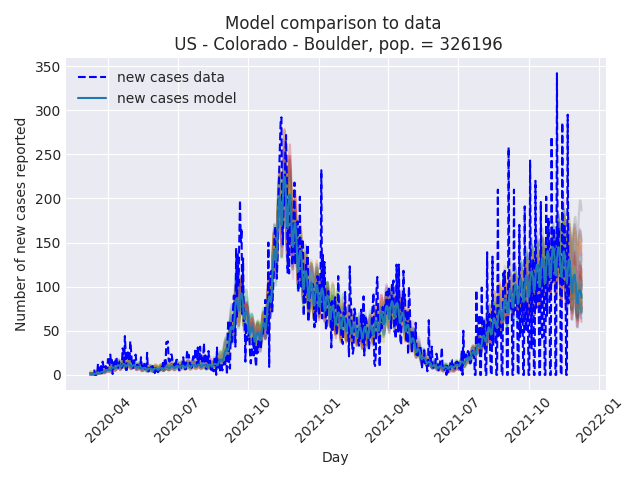 Model comparison to data
US - Colorado - Boulder, pop. = 326196
new cases data
new cases model
Number of new cases reported
350
300
250
200
150
100
50
0
2020-04
2020-07
2020-10
2021-01
2021-04
2021-07
2021-10
2022-01
Day